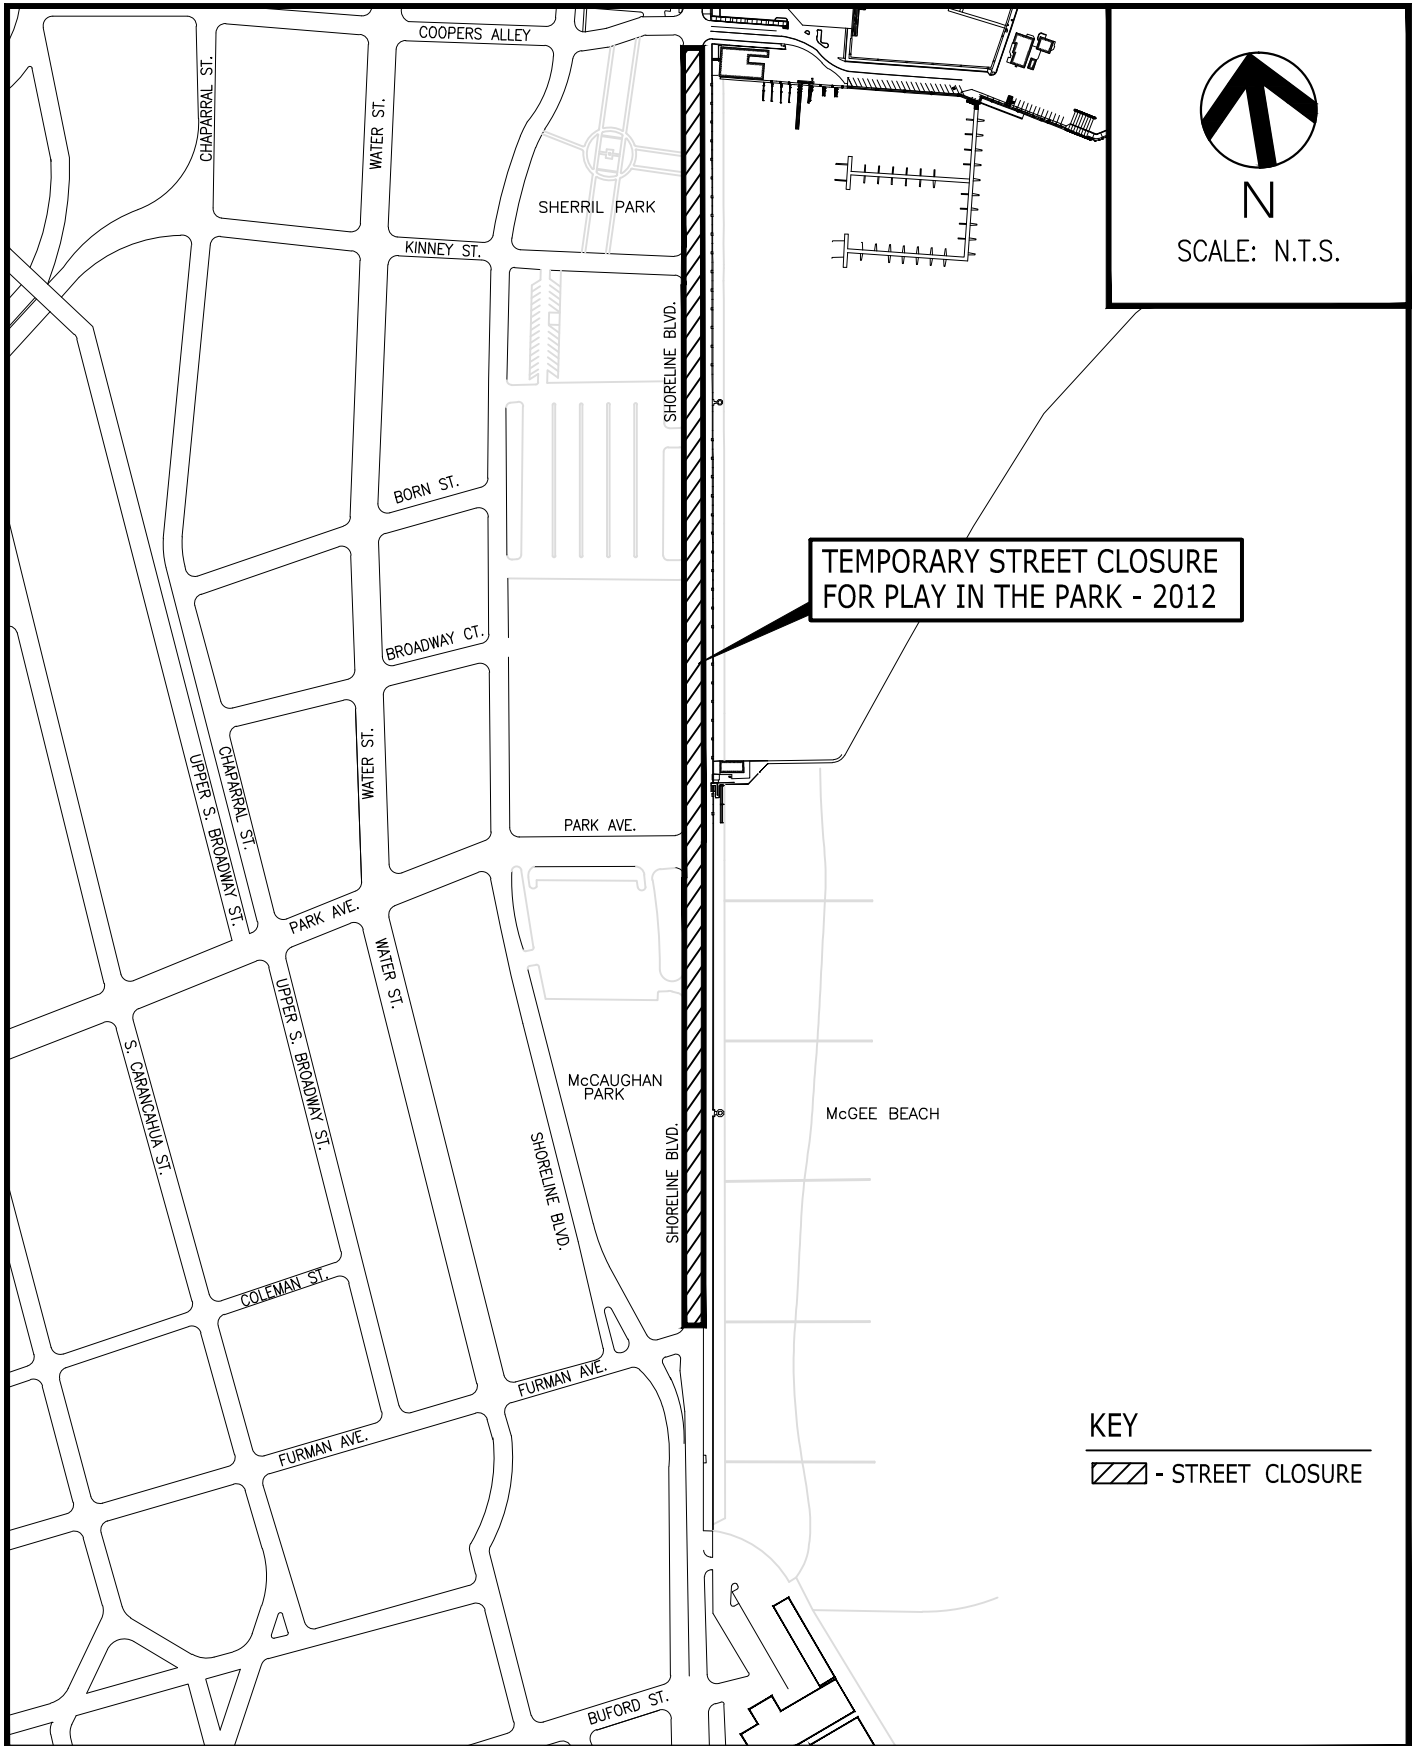 COOPERS ALLEY
CHAPARRAL ST.
WATER ST.
N
SCALE: N.T.S.
SHERRIL PARK
KINNEY ST.
SHORELINE BLVD.
BORN ST.
TEMPORARY STREET CLOSURE
FOR PLAY IN THE PARK - 2012
BROADWAY CT.
WATER ST.
CHAPARRAL ST.
UPPER S. BROADWAY ST.
PARK AVE.
PARK AVE.
WATER ST.
UPPER S. BROADWAY ST.
S. CARANCAHUA ST.
McCAUGHAN
PARK
McGEE BEACH
SHORELINE BLVD.
SHORELINE BLVD.
COLEMAN ST.
FURMAN AVE.
FURMAN AVE.
KEY
- STREET CLOSURE
BUFORD ST.